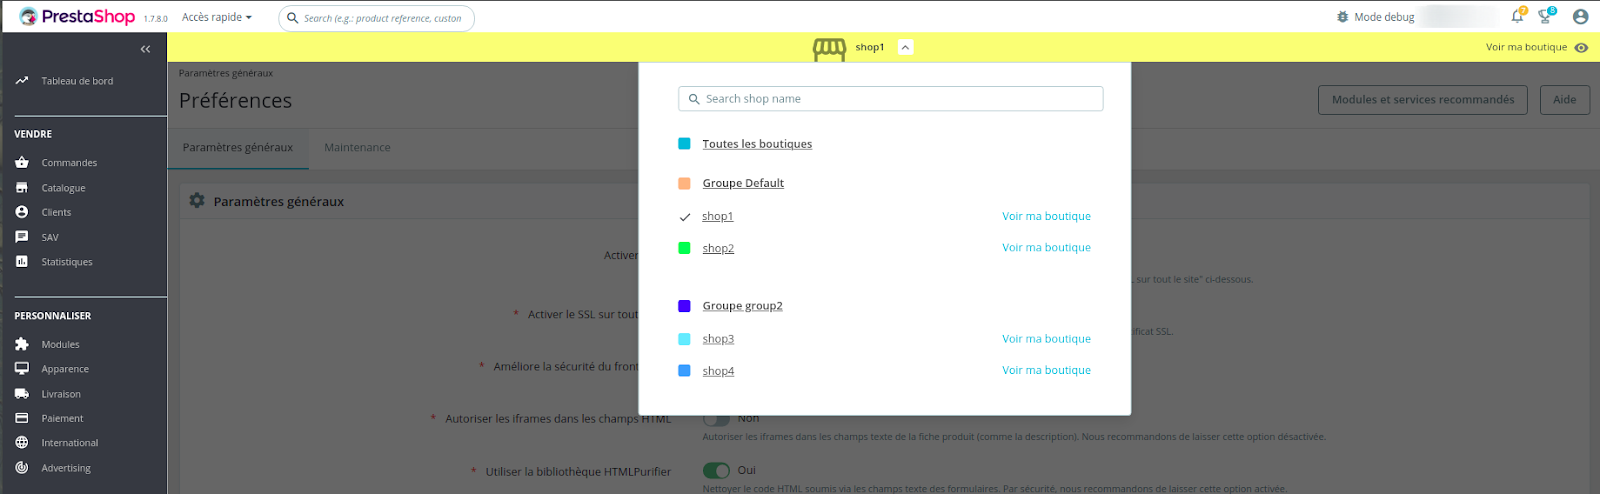 PrestaShop 1.7.8.0 Accès rapide Search (e.g.: product reference, custon Mode debug 7 8
shop1 Voir ma boutique
Tableau de bord
VENDRE
Commandes
Catalogue
Clients
SAV
Statistiques
PERSONNALISER
Modules
Apparence
Livraison
Paiement
International
Advertising
Paramètres généraux
Préférences
Modules et services recommandés Aide
Paramètres généraux Maintenance
Paramètres généraux
Search shop name
Toutes les boutiques
Groupe Default
shop1 Voir ma boutique
shop2 Voir ma boutique
Groupe group2
shop3 Voir ma boutique
shop4 Voir ma boutique
Activer
sur tout le site" ci-dessous.
* Activer le SSL sur tout
ificat SSL.
* Améliore la sécurité du front
* Autoriser les iframes dans les champs HTML Non
Autoriser les iframes dans les champs texte de la fiche produit (comme la description). Nous recommandons de laisser cette option désactivée.
* Utiliser la bibliothèque HTMLPurifier Oui
Nettoyer le code HTML soumis via les champs texte des formulaires. Par sécurité, nous recommandons de laisser cette option activée.